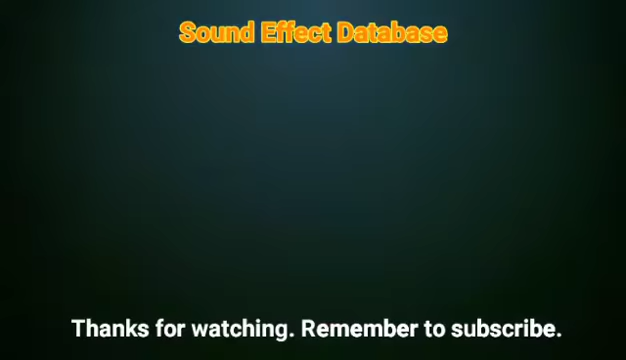 Sound Effect Database
Thanks for watching. Remember to subscribe.